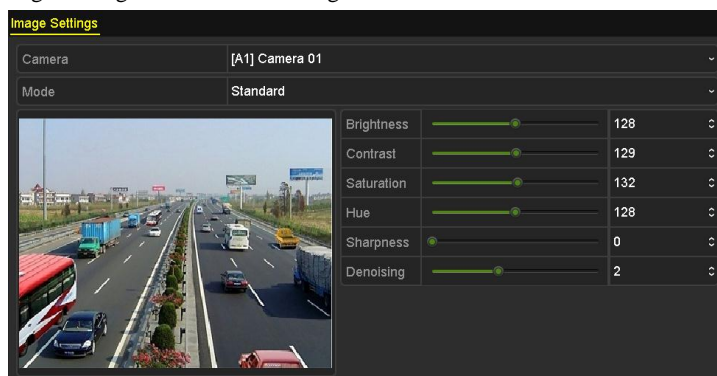 Image Settings
Camera [A1] Camera 01
Mode Standard
Brightness 128
Contrast 129
Saturation 132
Hue 128
Sharpness 0
Denoising 2